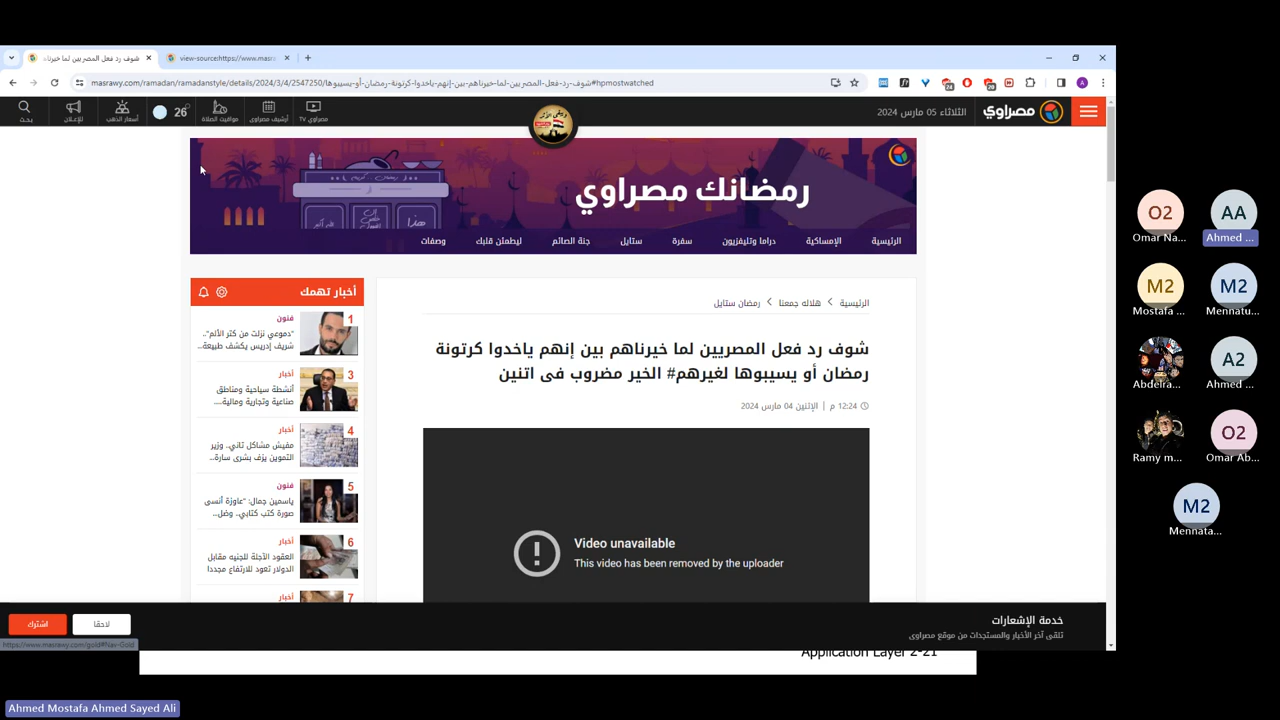 شوف رد فعل المصريين لما خيرناهم
view-source:https://www.masr
masrawy.com/ramadan/ramadanstyle/details/2024/3/4/2547250/شوف-رد-فعل-المصريين-لما-خيرناهم-بين-إنهم-ياخدوا-كرتونة-رمضان-أو-يسيبوها#hpmostwatched
مصراوي
الثلاثاء 05 مارس 2024
مصراوي TV
أرشيف مصراوى
مواقيت الصلاة
26°
أسعار الذهب
للإعلان
بحث
رمضانك مصراوي
الرئيسية الإمساكية دراما وتليفزيون سفرة ستايل جنة الصائم ليطمئن قلبك وصفات
الرئيسية هلاله جمعنا رمضان ستايل
شوف رد فعل المصريين لما خيرناهم بين إنهم ياخدوا كرتونة
رمضان أو يسيبوها لغيرهم# الخير مضروب فى اتنين
12:24 م | الإثنين 04 مارس 2024
Video unavailable
This video has been removed by the uploader
أخبار تهمك
1
فنون
"دموعي نزلت من كتر الألم"..
شريف إدريس يكشف طبيعة...
3
أخبار
أنشطة سياحية ومناطق
صناعية وتجارية ومالية....
4
أخبار
مفيش مشاكل تاني.. وزير
التموين يزف بشرى سارة..
5
فنون
ياسمين جمال: "عاوزة أنسى
صورة كتب كتابي.. وضل...
6
أخبار
العقود الآجلة للجنيه مقابل
الدولار تعود للارتفاع مجددا
7
أخبار
خدمة الإشعارات
تلقى آخر الأخبار والمستجدات من موقع مصراوى
لاحقا
اشترك
Application Layer 2-21
O2
Omar Na...
AA
Ahmed ...
M2
Mostafa ...
M2
Mennatu...
Abdelra...
A2
Ahmed ...
Ramy m...
O2
Omar Ab...
M2
Mennata...
Ahmed Mostafa Ahmed Sayed Ali